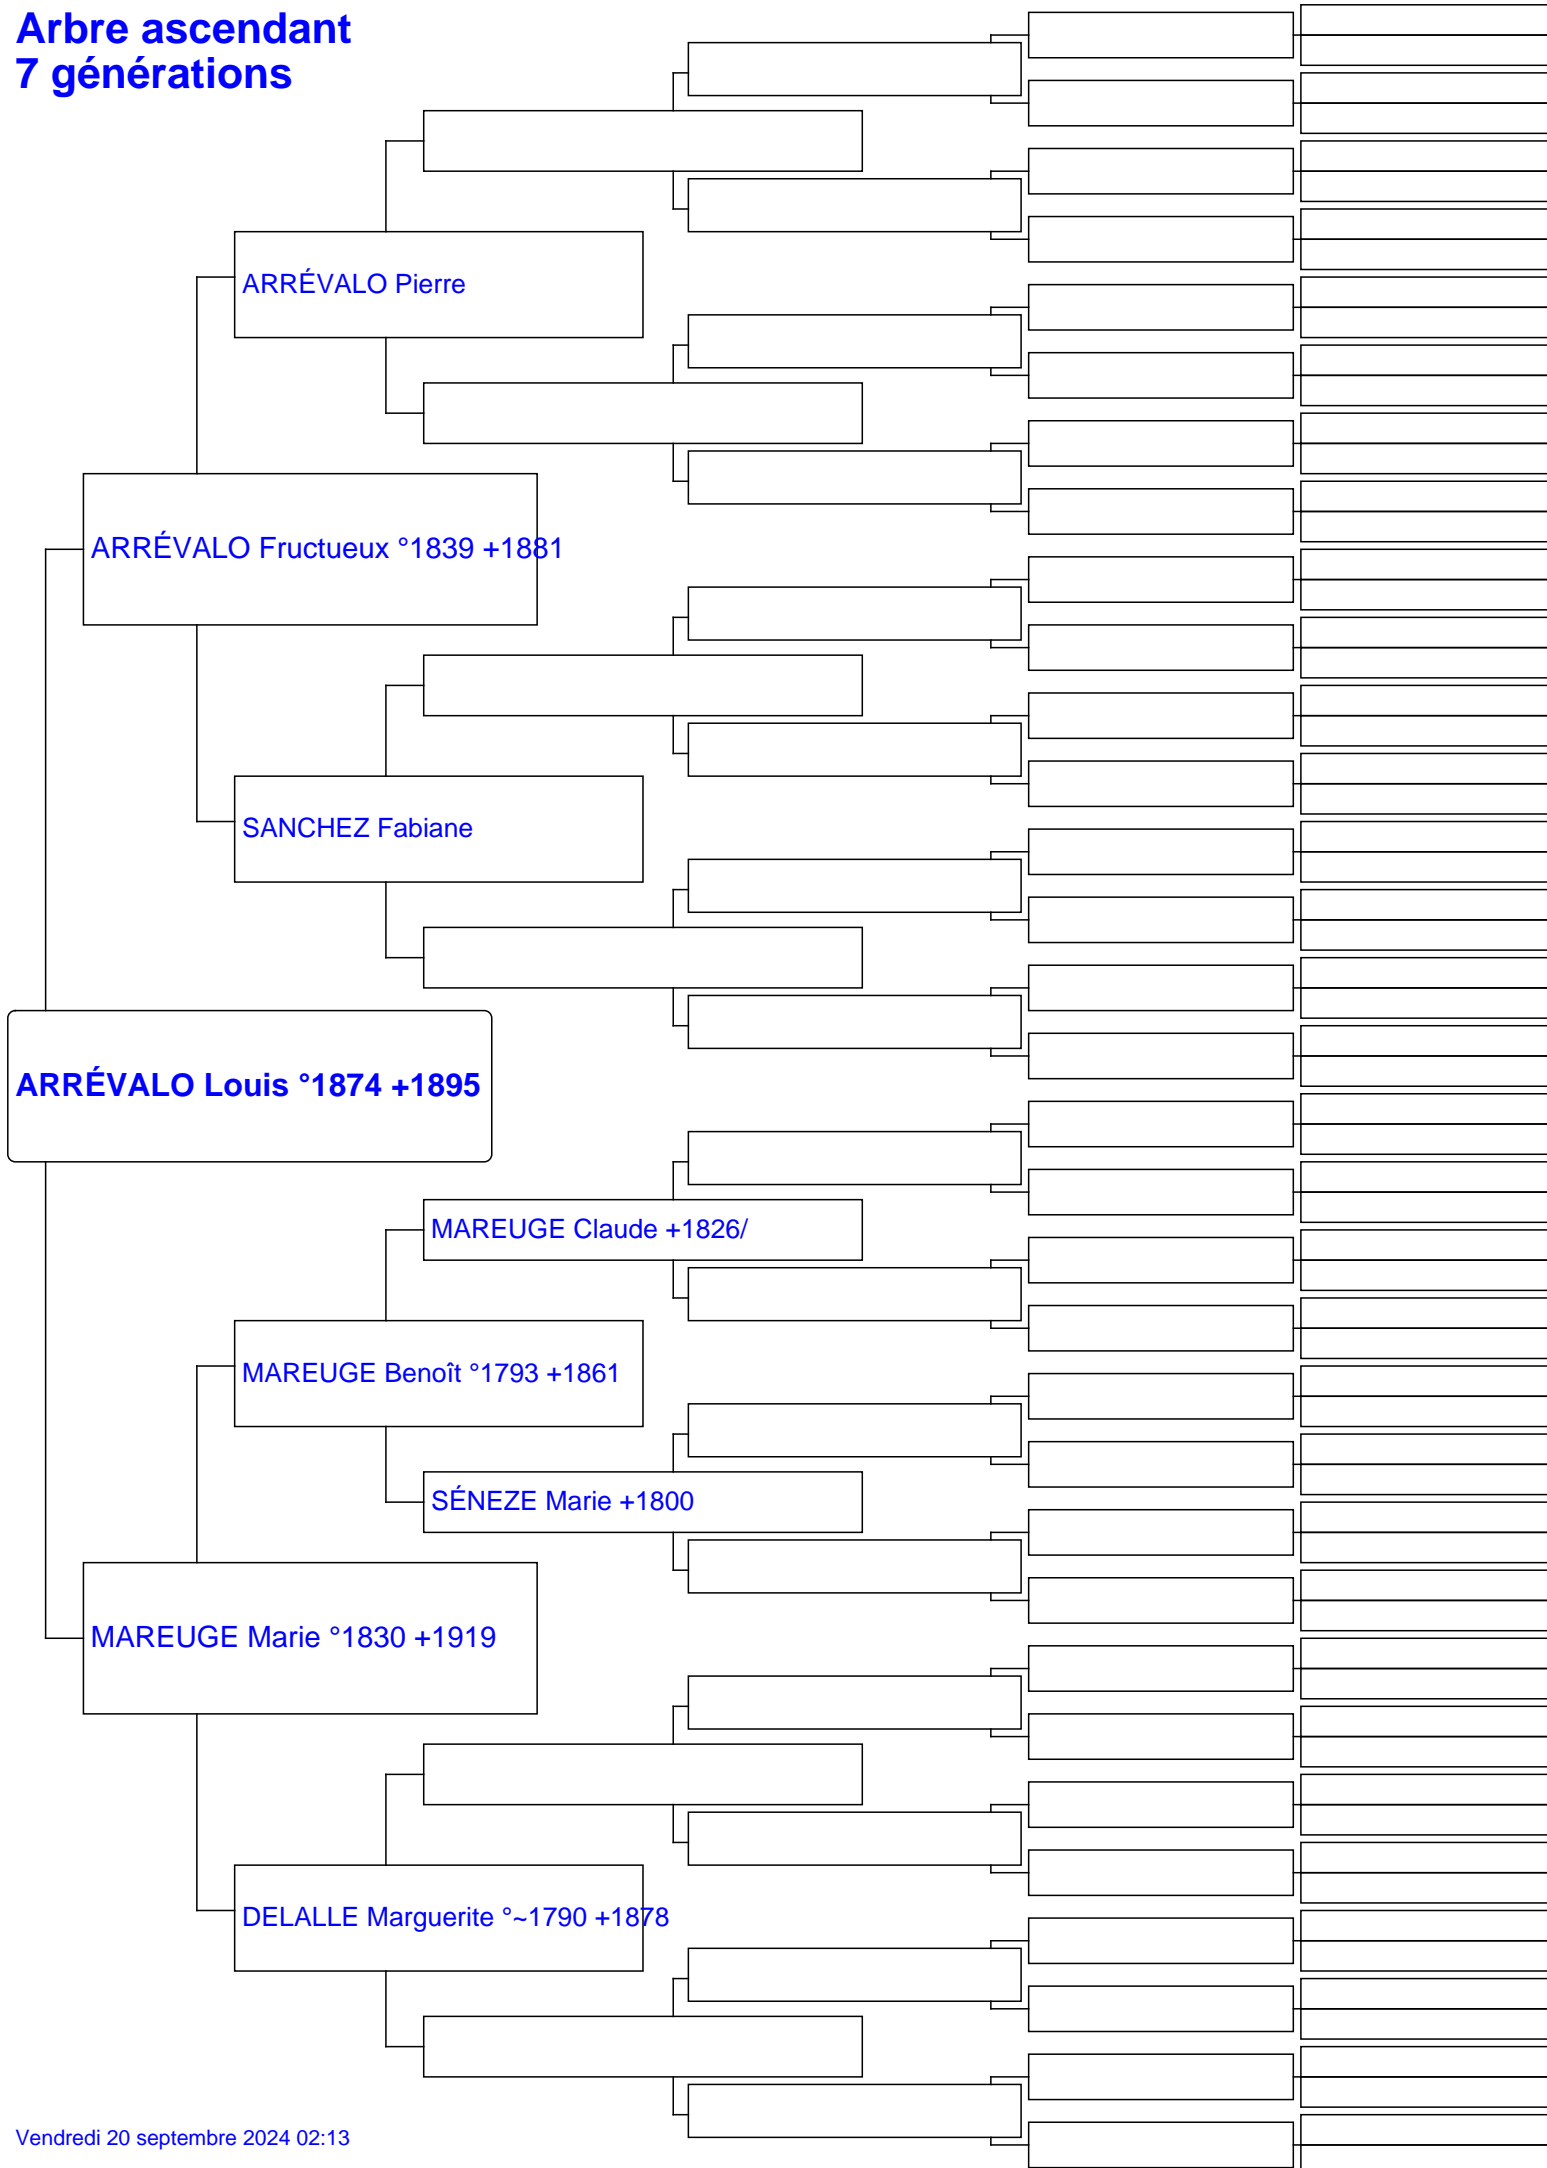 Arbre ascendant
7 générations
ARRÉVALO Pierre
ARRÉVALO Fructueux °1839 +1881
SANCHEZ Fabiane
ARRÉVALO Louis °1874 +1895
MAREUGE Claude +1826/
MAREUGE Benoît °1793 +1861
SÉNEZE Marie +1800
MAREUGE Marie °1830 +1919
DELALLE Marguerite °~1790 +1878
Vendredi 20 septembre 2024 02:13